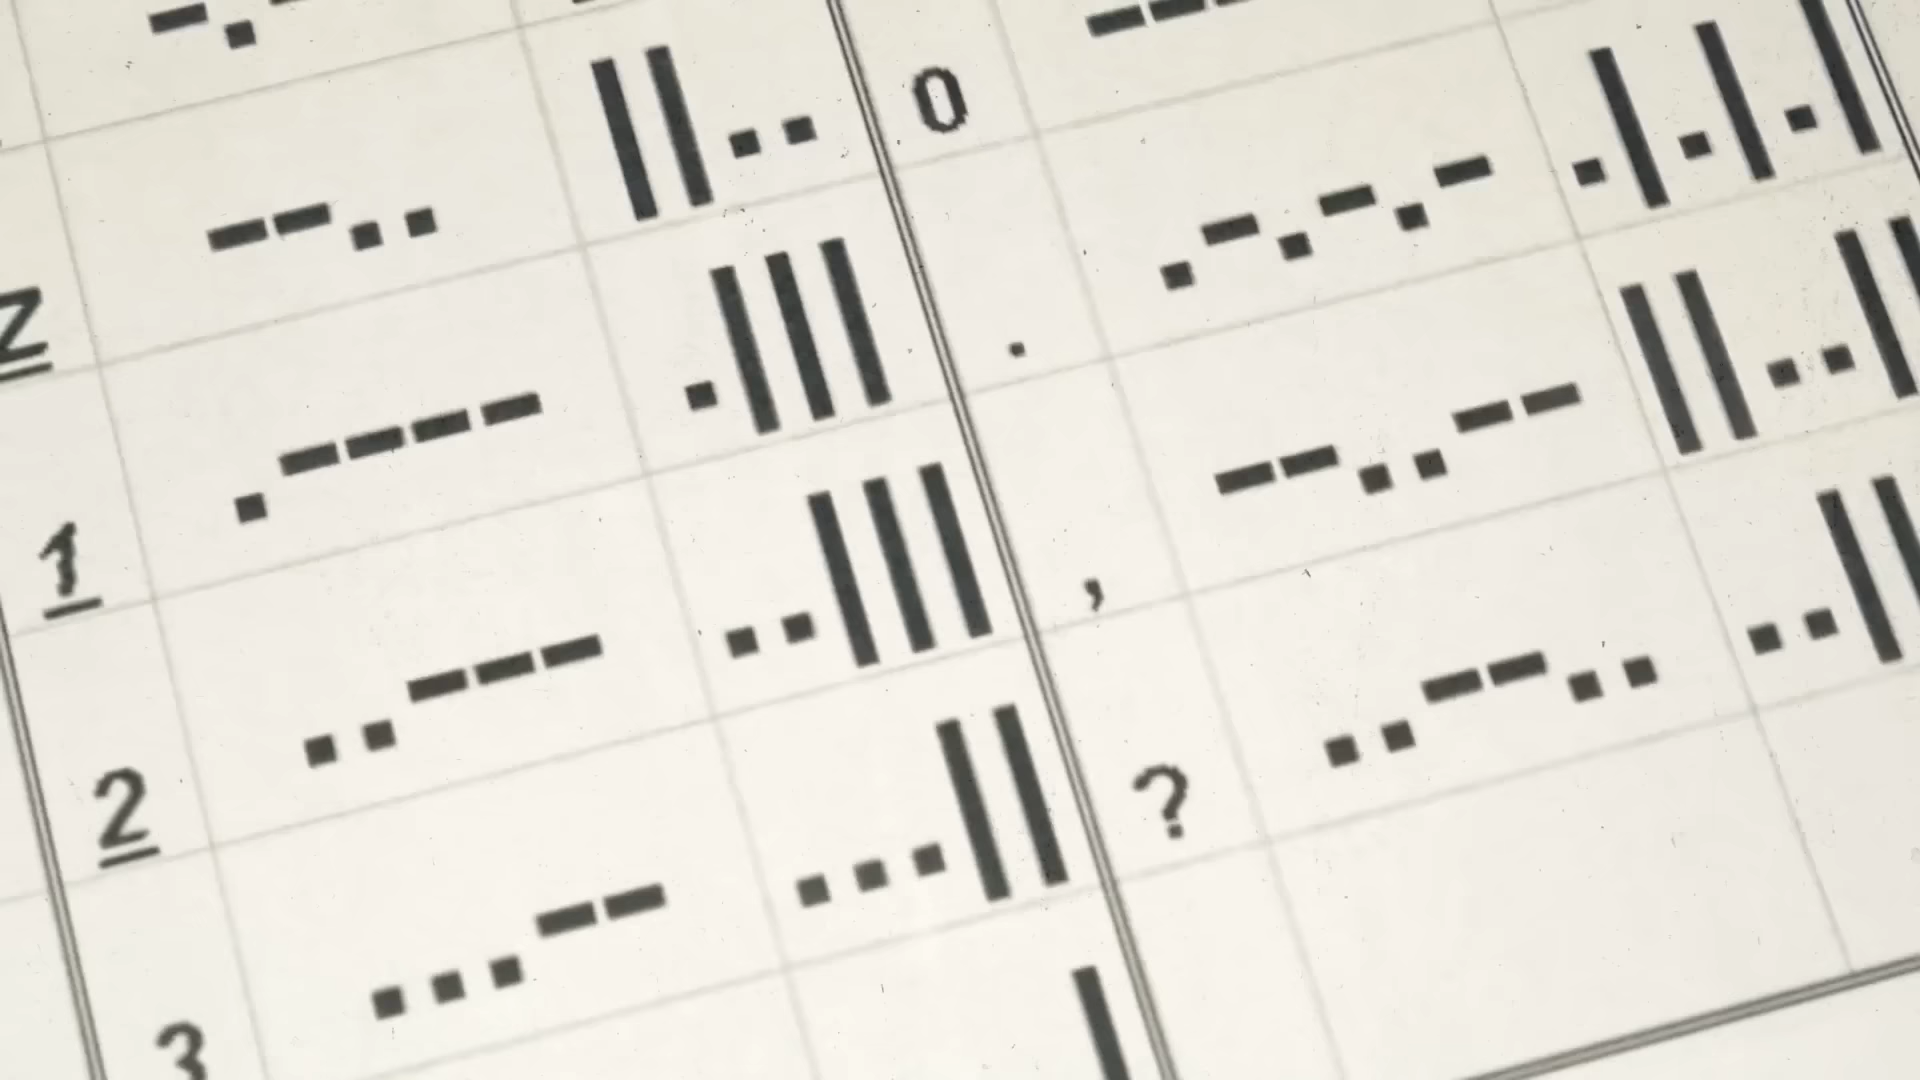 Z --.. ||..
1 .---- .|||
2 ..--- ..|||
3 ...-- ...||
0
. .-.-.- .|.|.|
, --..-- ||..||
? ..--.. ..||